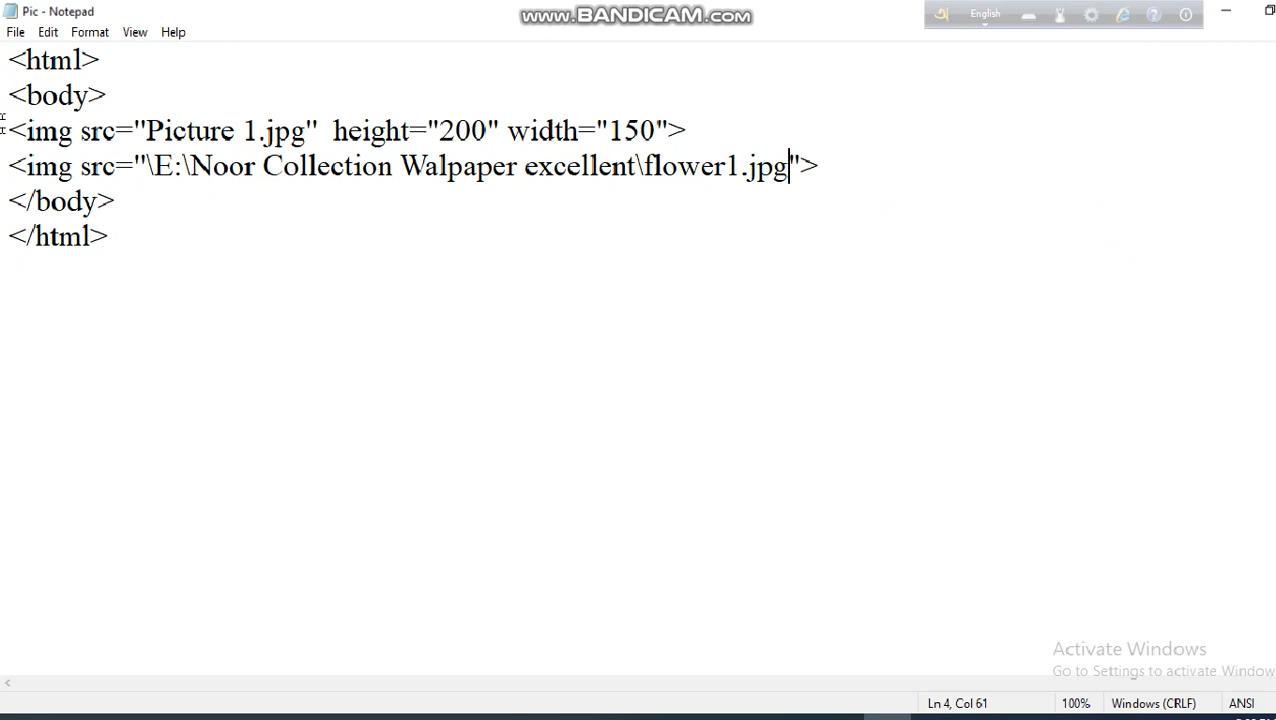 Pic - Notepad
www.BANDICAM.com
English
File Edit Format View Help
<html>
<body>
<img src="Picture 1.jpg"  height="200" width="150">
<img src="\E:\Noor Collection Walpaper excellent\flower1.jpg">
</body>
</html>
Activate Windows
Go to Settings to activate Window
Ln 4, Col 61
100%
Windows (CRLF)
ANSI